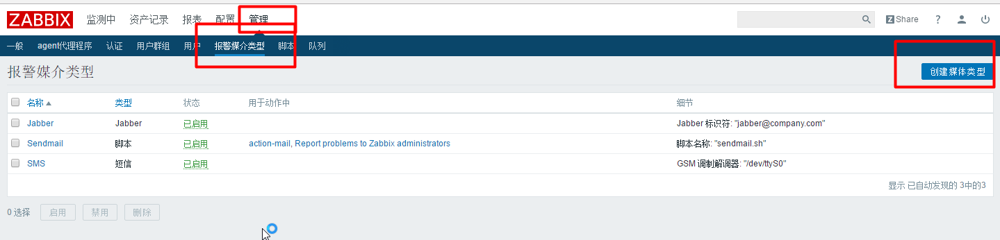 ZABBIX 监测中 资产记录 报表 配置 管理 Z Share ?
一般 agent代理程序 认证 用户群组 用户 报警媒介类型 脚本 队列
报警媒介类型 创建媒体类型
名称 类型 状态 用于动作中 细节
Jabber Jabber 已启用 Jabber 标识符: "jabber@company.com"
Sendmail 脚本 已启用 action-mail, Report problems to Zabbix administrators 脚本名称: "sendmail.sh"
SMS 短信 已启用 GSM 调制解调器: "/dev/ttyS0"
显示 已自动发现的 3中的3
0 选择 启用 禁用 删除